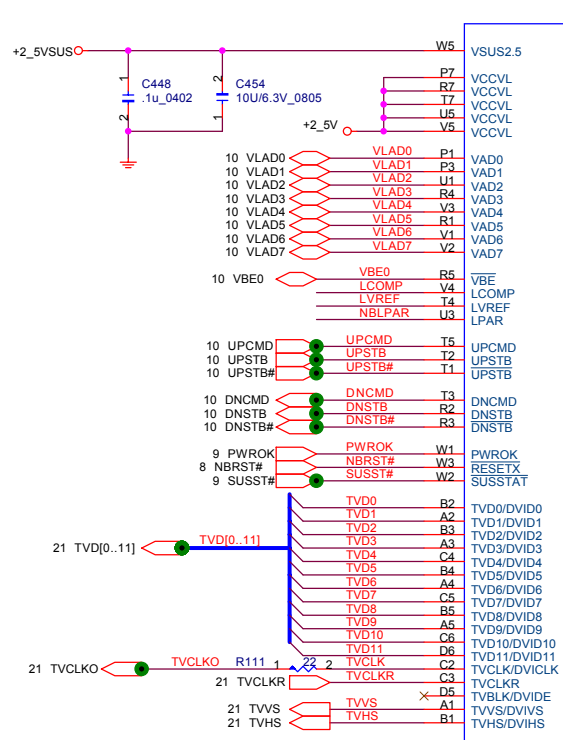 +2_5VSUS W5 VSUS2.5
1 C448 2 .1u_0402
2 C454 1 10U/6.3V_0805
P7 VCCVL
R7 VCCVL
T7 VCCVL
U5 VCCVL
+2_5V V5 VCCVL
10 VLAD0 VLAD0 P1 VAD0
10 VLAD1 VLAD1 P3 VAD1
10 VLAD2 VLAD2 U1 VAD2
10 VLAD3 VLAD3 R4 VAD3
10 VLAD4 VLAD4 V3 VAD4
10 VLAD5 VLAD5 R1 VAD5
10 VLAD6 VLAD6 V1 VAD6
10 VLAD7 VLAD7 V2 VAD7
10 VBE0 VBE0 R5 VBE
LCOMP V4 LCOMP
LVREF T4 LVREF
NBLPAR U3 LPAR
10 UPCMD UPCMD T5 UPCMD
10 UPSTB UPSTB T2 UPSTB
10 UPSTB# UPSTB# T1 UPSTB
10 DNCMD DNCMD T3 DNCMD
10 DNSTB DNSTB R2 DNSTB
10 DNSTB# DNSTB# R3 DNSTB
9 PWROK PWROK W1 PWROK
8 NBRST# NBRST# W3 RESETX
9 SUSST# SUSST# W2 SUSSTAT
TVD0 B2 TVD0/DVID0
TVD1 A2 TVD1/DVID1
TVD2 B3 TVD2/DVID2
21 TVD[0..11] TVD[0..11] TVD3 A3 TVD3/DVID3
TVD4 C4 TVD4/DVID4
TVD5 B4 TVD5/DVID5
TVD6 A4 TVD6/DVID6
TVD7 C5 TVD7/DVID7
TVD8 B5 TVD8/DVID8
TVD9 A5 TVD9/DVID9
TVD10 C6 TVD10/DVID10
TVD11 D6 TVD11/DVID11
21 TVCLKO TVCLKO R111 1 22 2 TVCLK C2 TVCLK/DVICLK
21 TVCLKR TVCLKR C3 TVCLKR
D5 TVBLK/DVIDE
21 TVVS TVVS A1 TVVS/DVIVS
21 TVHS TVHS B1 TVHS/DVIHS